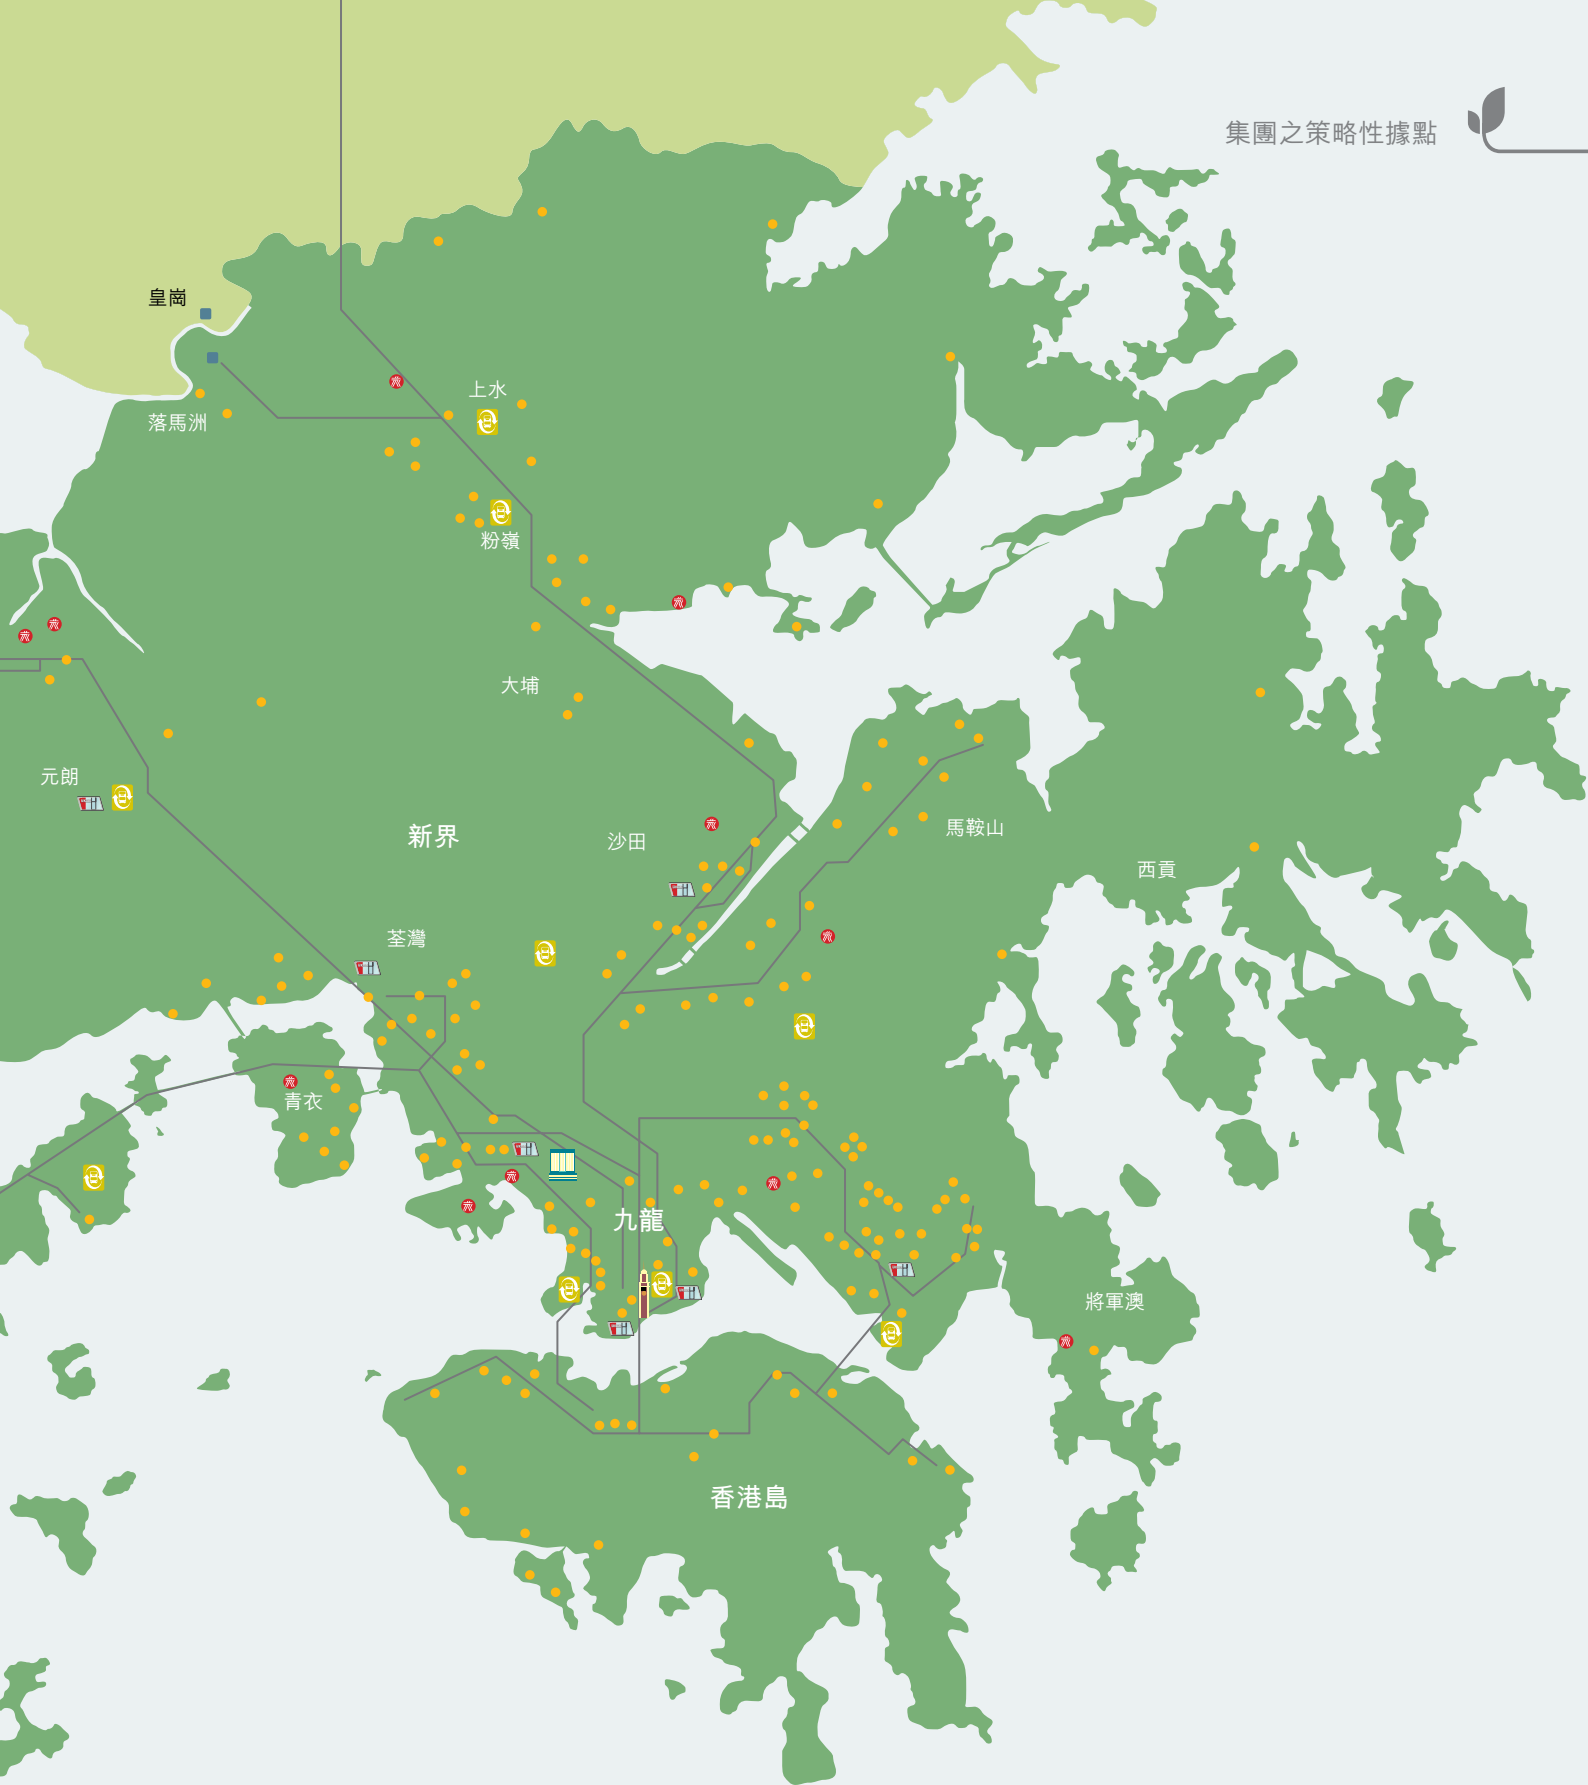 集團之策略性據點
皇崗
上水
落馬洲
粉嶺
大埔
元朗
新界
沙田
馬鞍山
西貢
荃灣
青衣
九龍
將軍澳
香港島